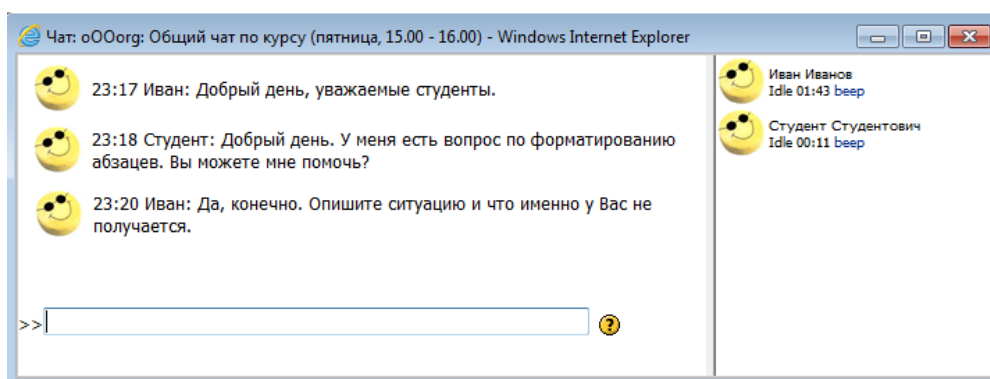 Чат: oOOorg: Общий чат по курсу (пятница, 15.00 - 16.00) - Windows Internet Explorer
23:17 Иван: Добрый день, уважаемые студенты.
23:18 Студент: Добрый день. У меня есть вопрос по форматированию
абзацев. Вы можете мне помочь?
23:20 Иван: Да, конечно. Опишите ситуацию и что именно у Вас не
получается.
>>
?
Иван Иванов
Idle 01:43 beep
Студент Студентович
Idle 00:11 beep